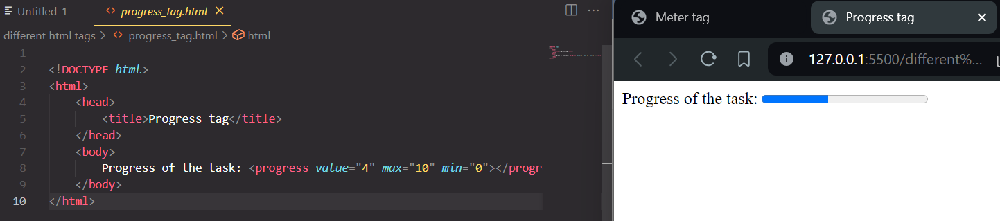 Untitled-1
progress_tag.html
different html tags > progress_tag.html > html
1
2 <!DOCTYPE html>
3 <html>
4 <head>
5 <title>Progress tag</title>
6 </head>
7 <body>
8 Progress of the task: <progress value="4" max="10" min="0"></progre
9 </body>
10 </html>
Meter tag
Progress tag
127.0.0.1:5500/different%...
Progress of the task: